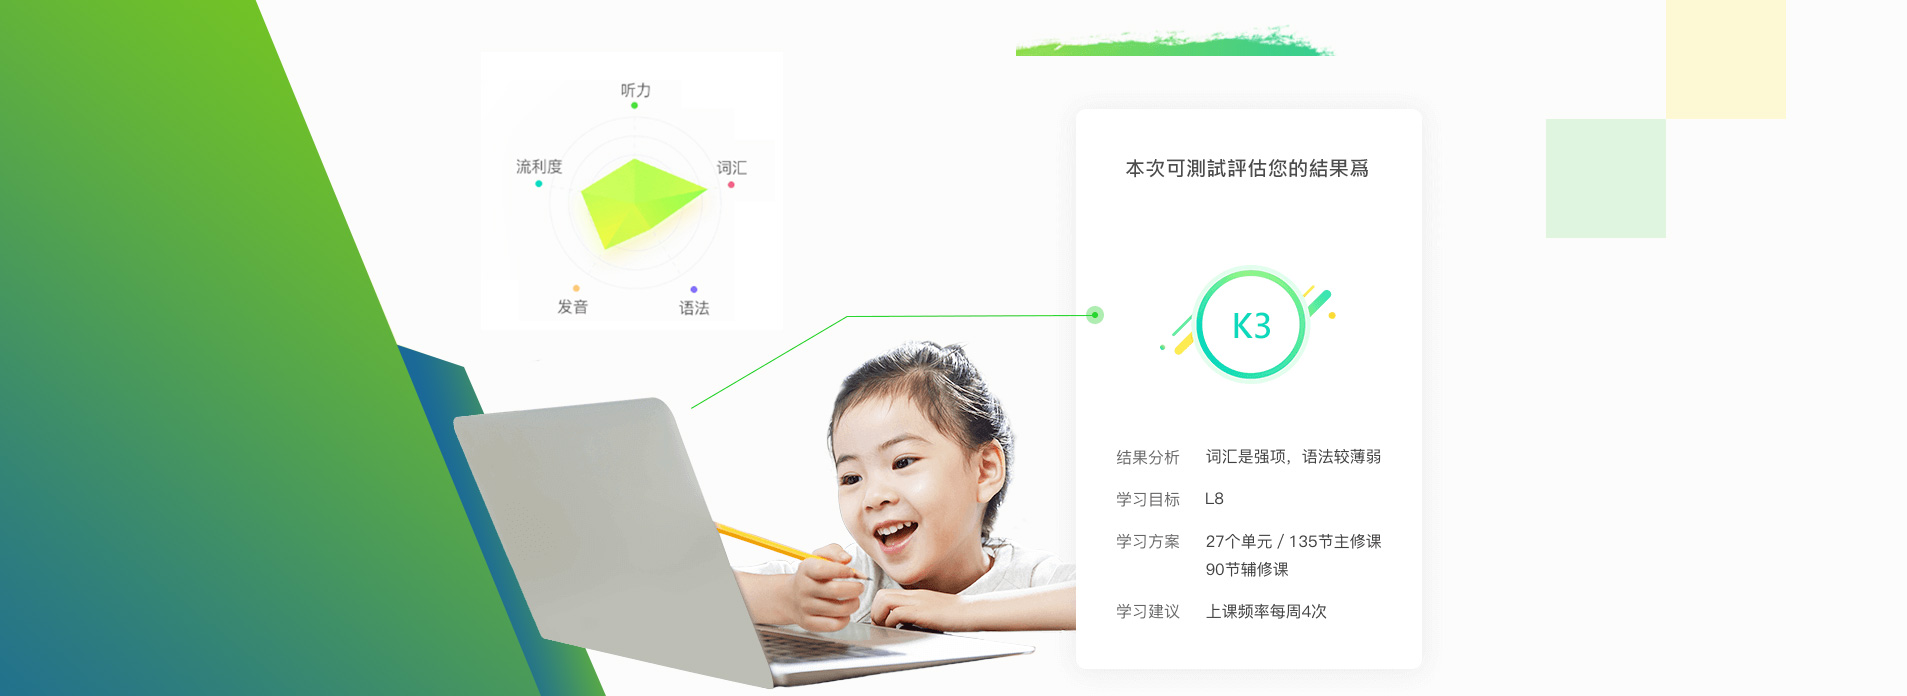 听力
流利度
词汇
发音
语法
本次可測試評估您的結果爲
K3
结果分析 词汇是强项，语法较薄弱
学习目标 L8
学习方案 27个单元 / 135节主修课
90节辅修课
学习建议 上课频率每周4次